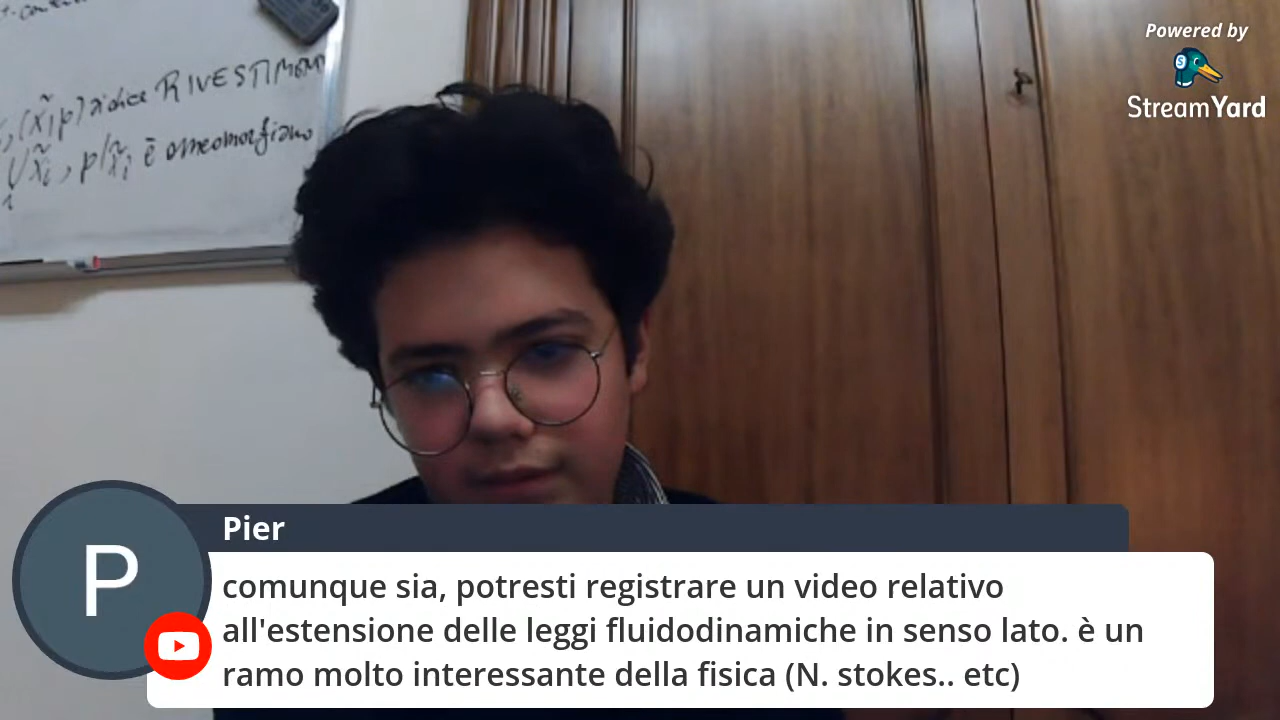 Powered by
StreamYard
, (x̃,p) si dice RIVESTIMENTO
∪x̃ᵢ, p|x̃ᵢ è omeomorfismo
i
P
Pier
comunque sia, potresti registrare un video relativo
all'estensione delle leggi fluidodinamiche in senso lato. è un
ramo molto interessante della fisica (N. stokes.. etc)